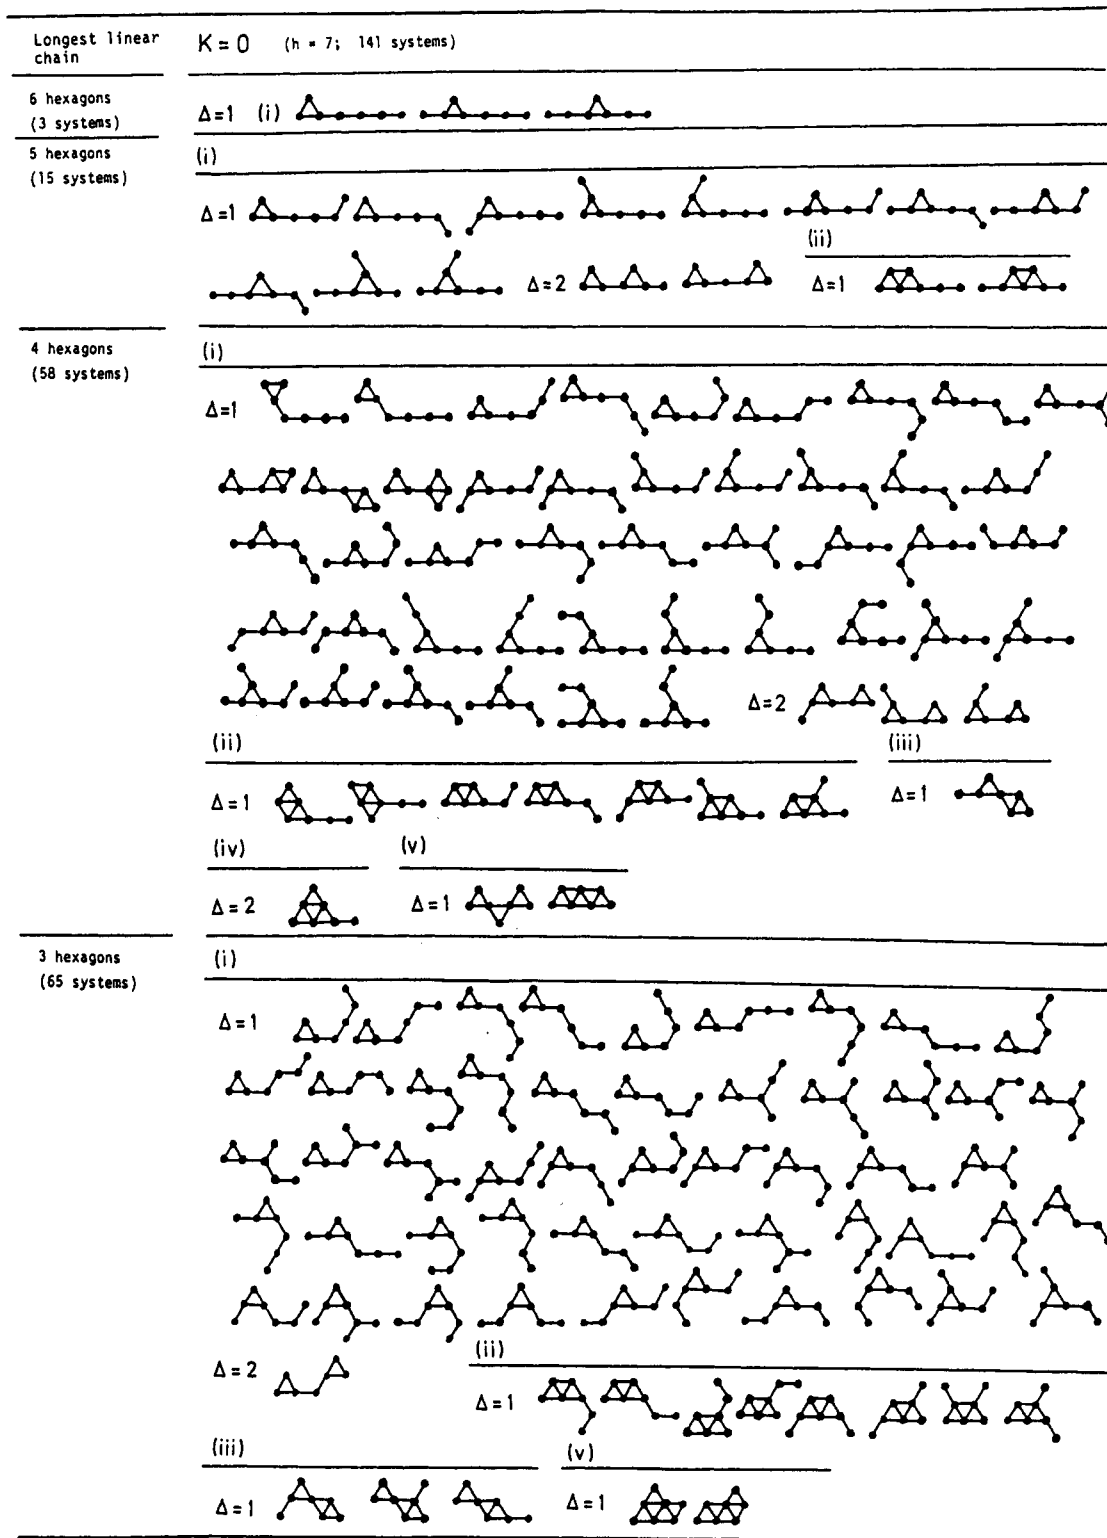 Longest linear chain
K = 0 (h = 7; 141 systems)
6 hexagons
(3 systems)
Δ=1 (i)
5 hexagons
(15 systems)
(i)
Δ=1
(ii)
Δ=2
Δ=1
4 hexagons
(58 systems)
(i)
Δ=1
Δ=2
(ii)
(iii)
Δ=1
Δ=1
(iv)
(v)
Δ=2
Δ=1
3 hexagons
(65 systems)
(i)
Δ=1
Δ=2
(ii)
Δ=1
(iii)
(v)
Δ=1
Δ=1